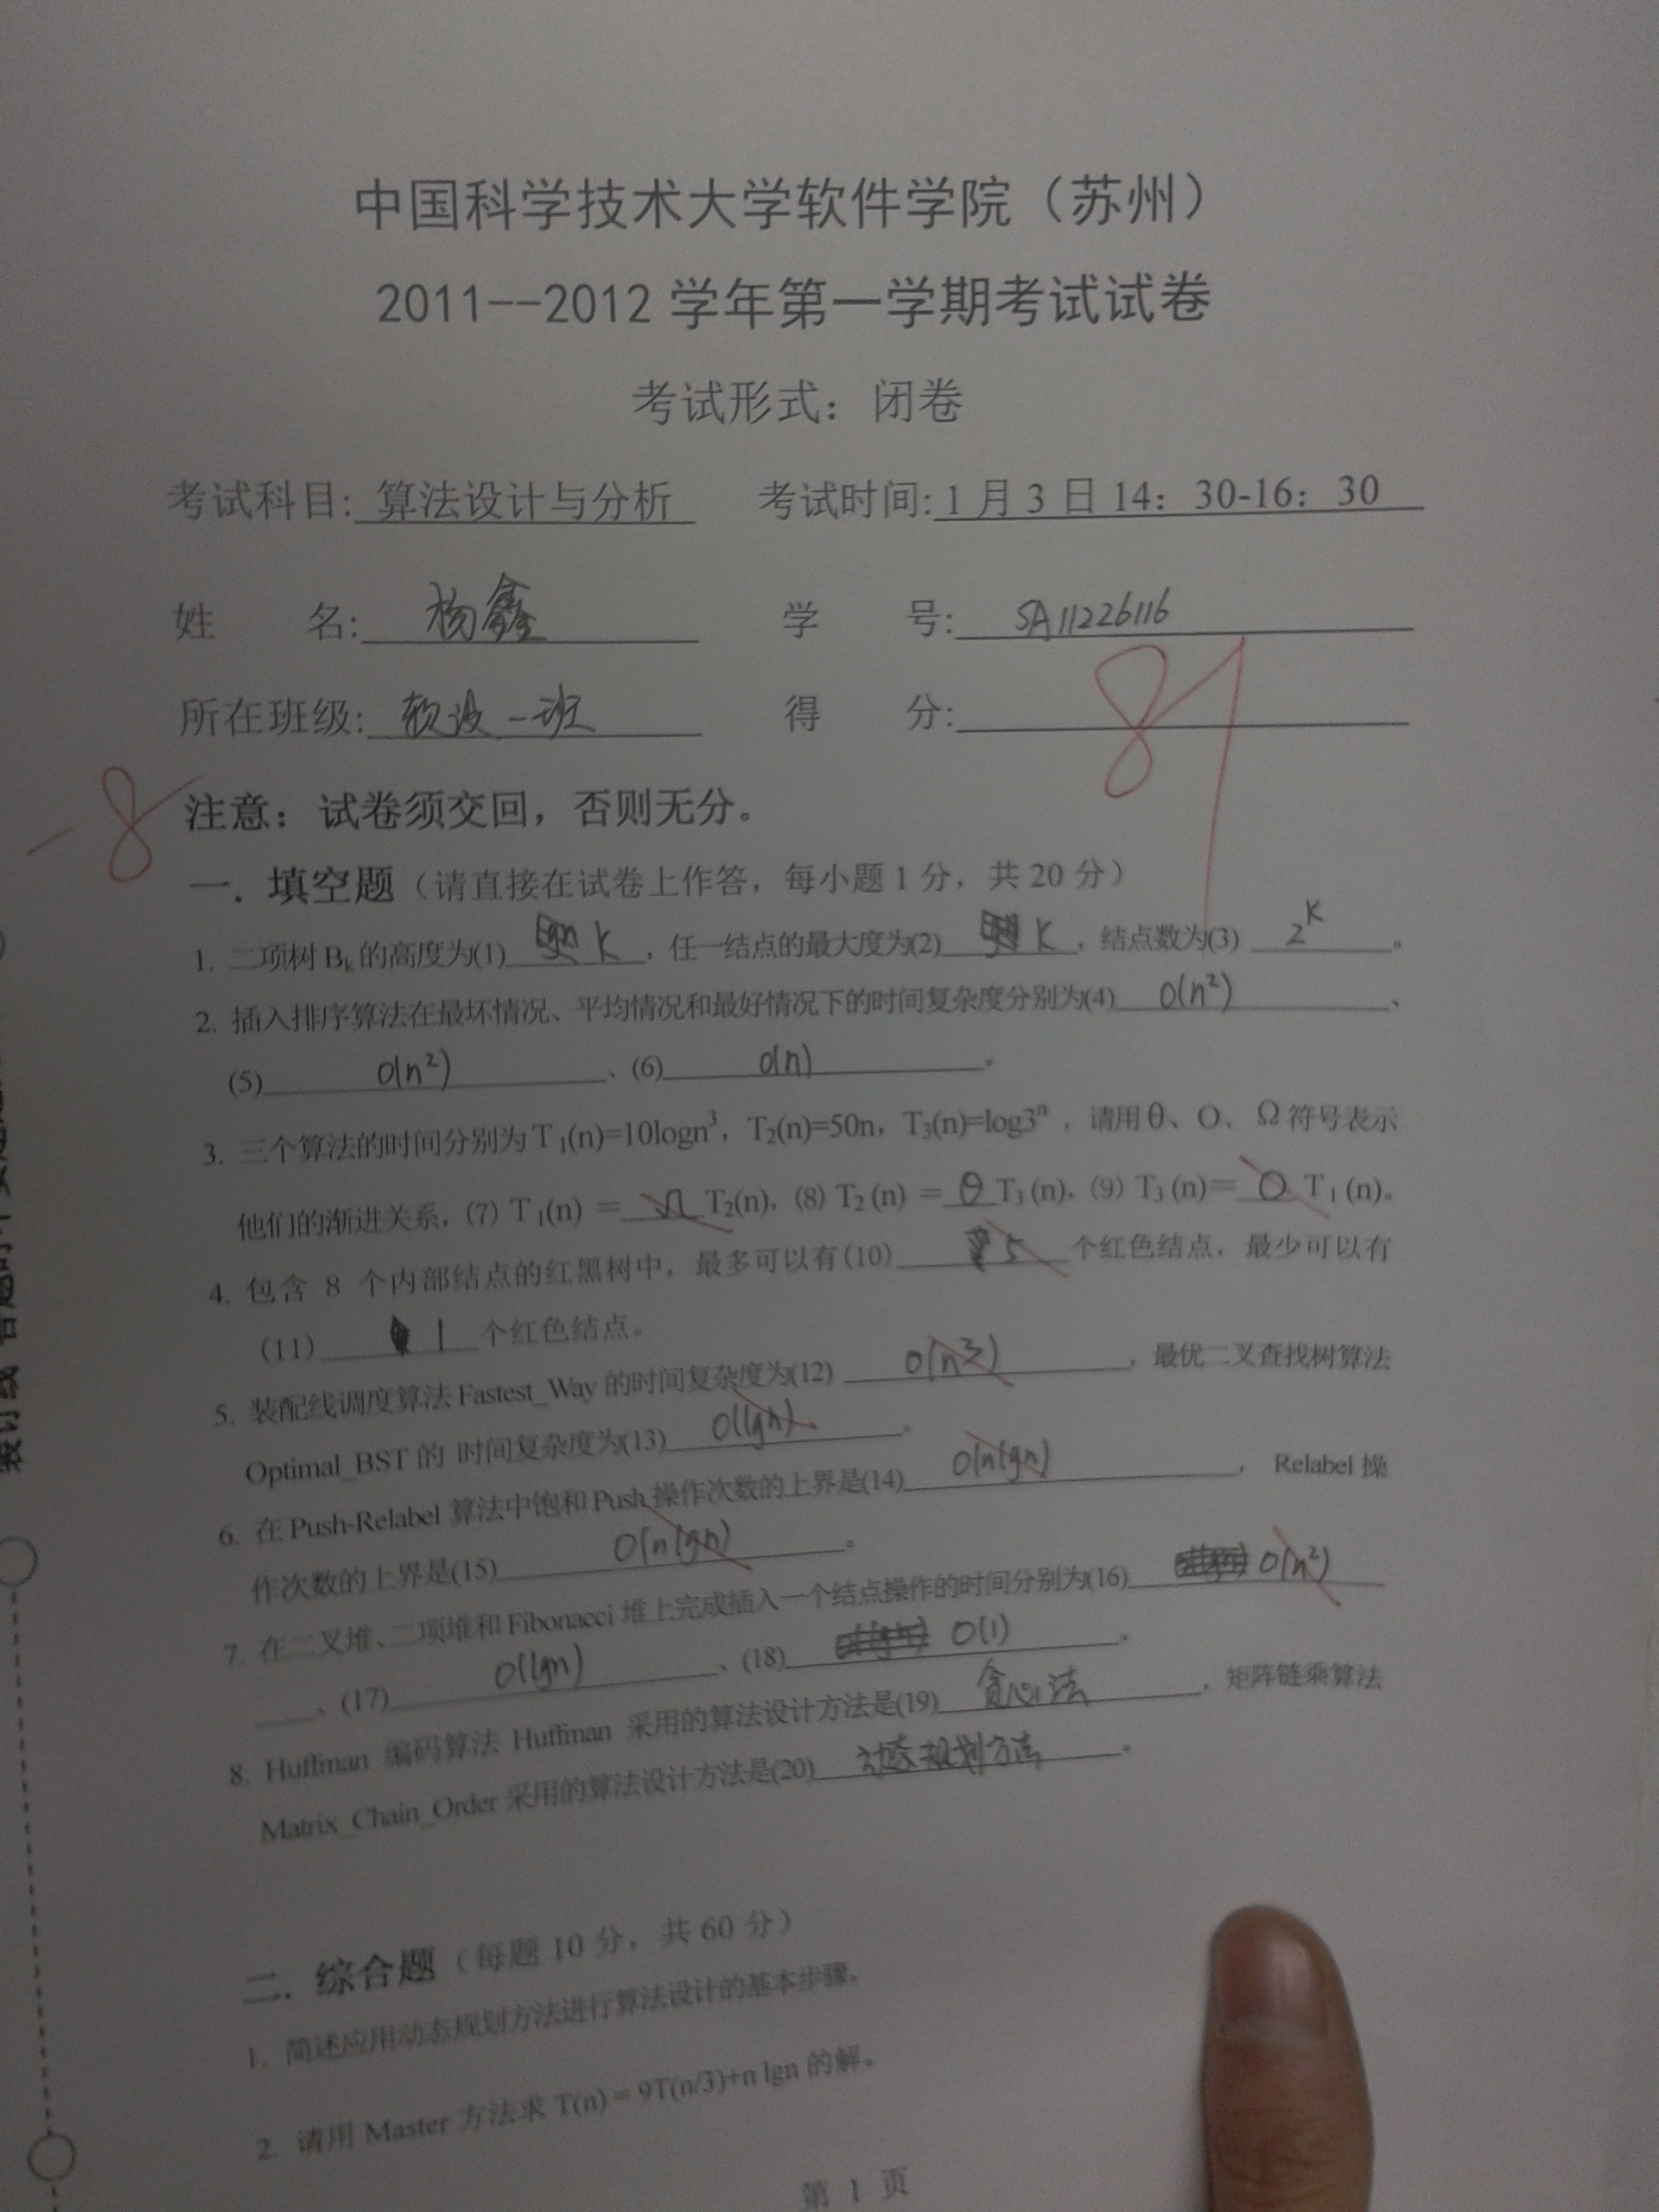 中国科学技术大学软件学院（苏州）
2011--2012 学年第一学期考试试卷
考试形式：闭卷
考试科目: 算法设计与分析 考试时间: 1 月 3 日 14：30-16：30
姓 名: 杨鑫 学 号: SA11226116
所在班级: 软设一班 得 分: 81
-8
注意：试卷须交回，否则无分。
一．填空题（请直接在试卷上作答，每小题 1 分，共 20 分）
1. 二项树 Bk 的高度为(1) k ，任一结点的最大度为(2) k ，结点数为(3) 2^k 。
2. 插入排序算法在最坏情况、平均情况和最好情况下的时间复杂度分别为(4) O(n²) 、
(5) O(n²) 、(6) O(n) 。
3. 三个算法的时间分别为 T1(n)=10logn³，T2(n)=50n，T3(n)=log3ⁿ ，请用 θ、O、Ω 符号表示
他们的渐进关系，(7) T1(n) = Ω T2(n)，(8) T2 (n) = θ T3 (n)，(9) T3 (n)= O T1 (n)。
4. 包含 8 个内部结点的红黑树中，最多可以有(10) 5 个红色结点，最少可以有
(11) 1 个红色结点。
5. 装配线调度算法 Fastest_Way 的时间复杂度为(12) O(n³) ，最优二叉查找树算法
Optimal_BST 的 时间复杂度为(13) O(lgn) 。
6. 在 Push-Relabel 算法中饱和 Push 操作次数的上界是(14) O(nlgn) ， Relabel 操
作次数的上界是(15) O(nlgn) 。
7. 在二叉堆、二项堆和 Fibonacci 堆上完成插入一个结点操作的时间分别为(16) O(n²)
、(17) O(lgn) 、(18) O(1) 。
8. Huffman 编码算法 Huffman 采用的算法设计方法是(19) 贪心法 ，矩阵链乘算法
Matrix_Chain_Order 采用的算法设计方法是(20) 动态规划方法 。
二．综合题（每题 10 分，共 60 分）
1. 简述应用动态规划方法进行算法设计的基本步骤。
2. 请用 Master 方法求 T(n) = 9T(n/3)+n lgn 的解。
第 1 页